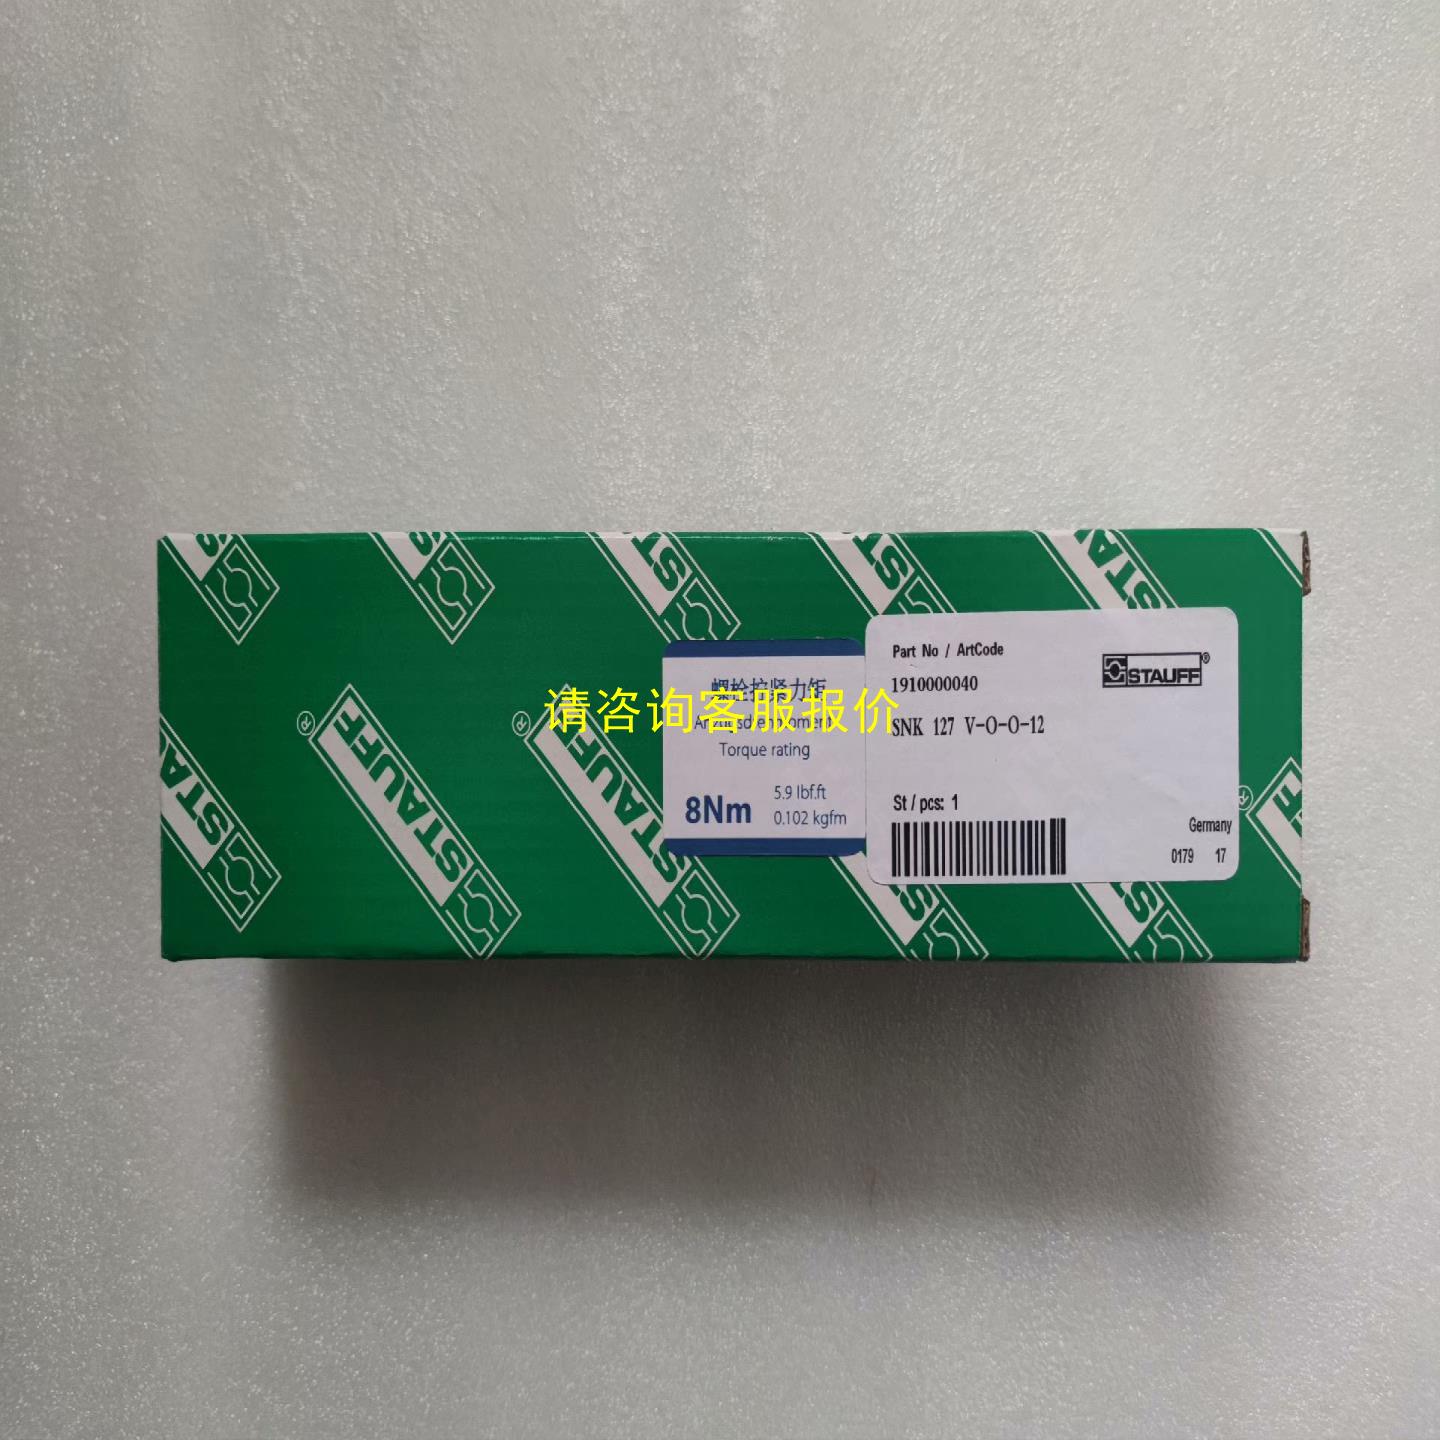 STAUFF
STAUFF
STAUFF
STAUFF®
Part No / ArtCode
1910000040
SNK 127 V-O-O-12
St / pcs: 1
Germany
0179 17
螺栓拧紧力矩
请咨询客服报价
Torque rating
8Nm
5.9 lbf.ft
0.102 kgfm